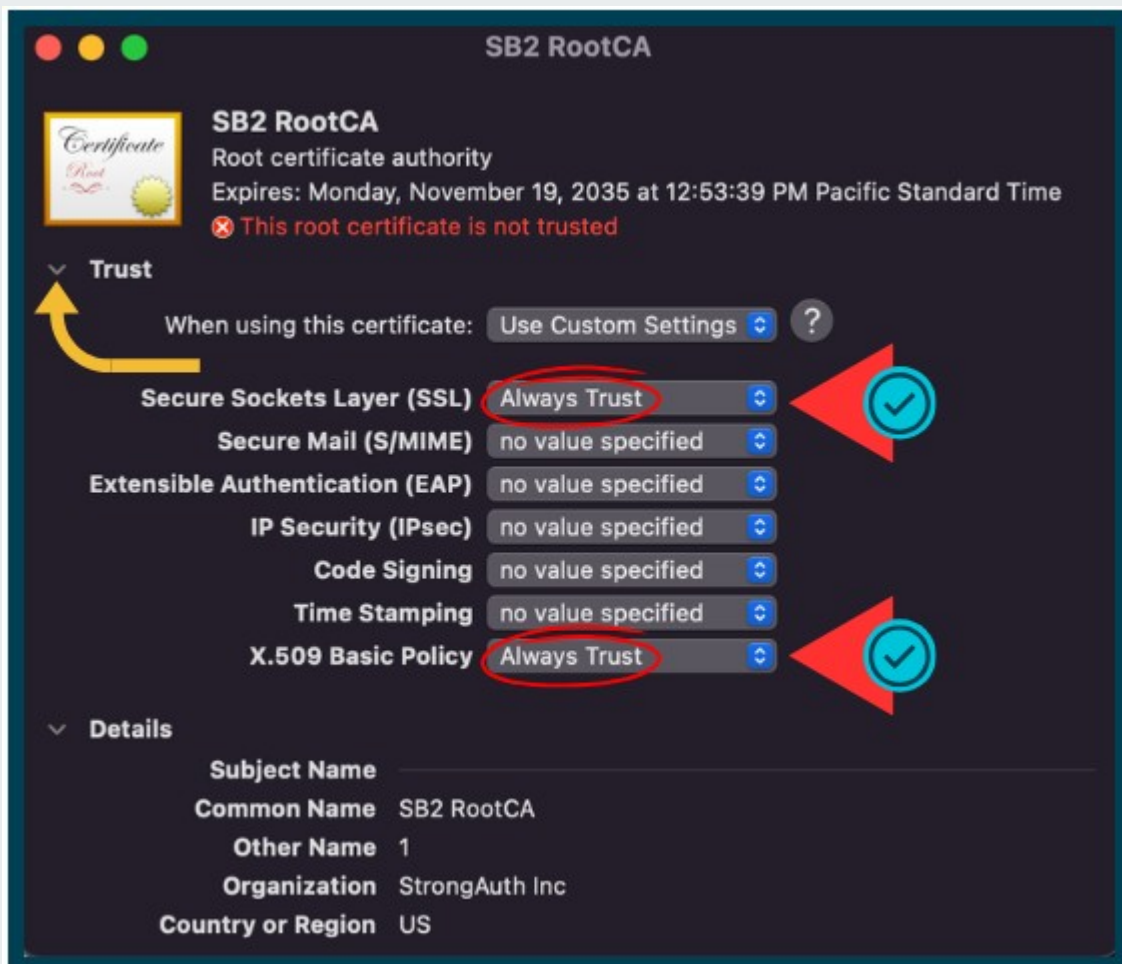 SB2 RootCA
Certificate
Root
SB2 RootCA
Root certificate authority
Expires: Monday, November 19, 2035 at 12:53:39 PM Pacific Standard Time
This root certificate is not trusted
Trust
When using this certificate: Use Custom Settings ?
Secure Sockets Layer (SSL) Always Trust
Secure Mail (S/MIME) no value specified
Extensible Authentication (EAP) no value specified
IP Security (IPsec) no value specified
Code Signing no value specified
Time Stamping no value specified
X.509 Basic Policy Always Trust
Details
Subject Name
Common Name SB2 RootCA
Other Name 1
Organization StrongAuth Inc
Country or Region US